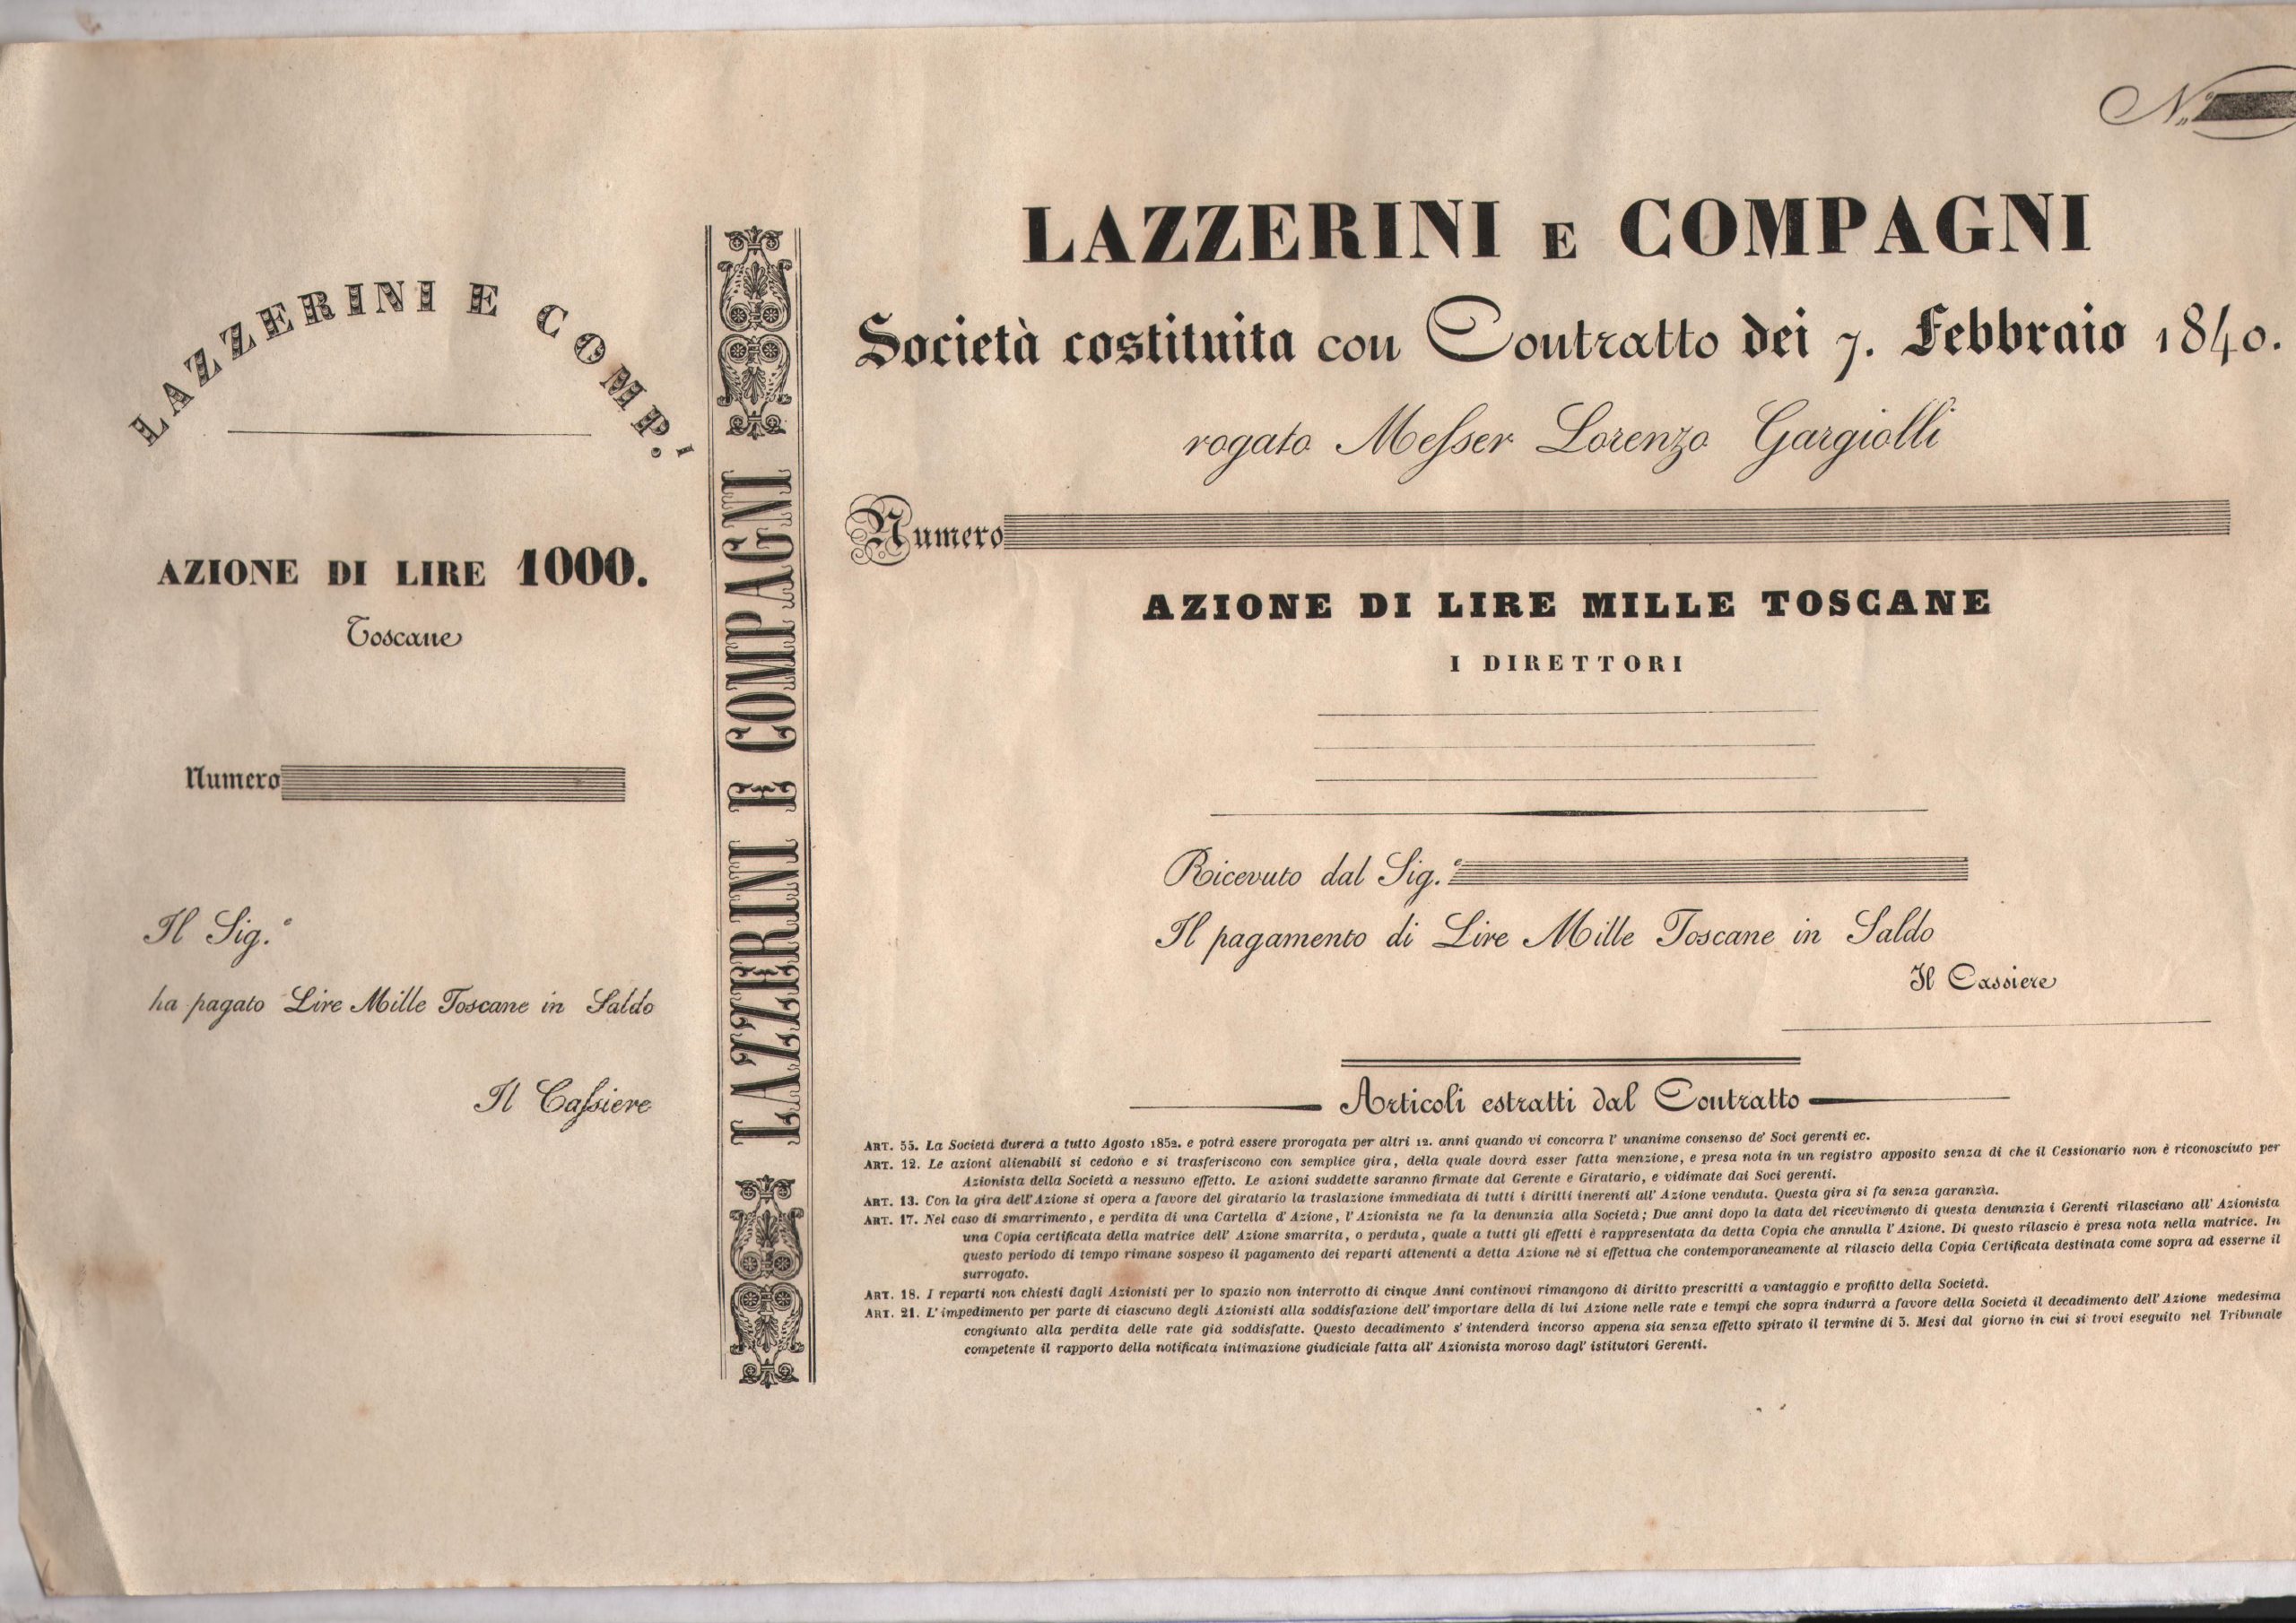 LAZZERINI E COMP.I
AZIONE DI LIRE 1000.
Toscane
Numero
Il Sig.e
ha pagato Lire Mille Toscane in Saldo
Il Caſsiere
LAZZERINI E COMPAGNI
N.o
LAZZERINI E COMPAGNI
Società costituita con Contratto dei 7. Febbraio 1840.
rogato Meſser Lorenzo Gargiolli
Numero
AZIONE DI LIRE MILLE TOSCANE
I DIRETTORI
Ricevuto dal Sig.e
Il pagamento di Lire Mille Toscane in Saldo
Il Cassiere
Articoli estratti dal Contratto
ART. 55. La Società durerà a tutto Agosto 1852. e potrà essere prorogata per altri 12. anni quando vi concorra l' unanime consenso de' Soci gerenti ec.
ART. 12. Le azioni alienabili si cedono e si trasferiscono con semplice gira, della quale dovrà esser fatta menzione, e presa nota in un registro apposito senza di che il Cessionario non è riconosciuto per
Azionista della Società a nessuno effetto. Le azioni suddette saranno firmate dal Gerente e Giratario, e vidimate dai Soci gerenti.
ART. 13. Con la gira dell' Azione si opera a favore del giratario la traslazione immediata di tutti i diritti inerenti all' Azione venduta. Questa gira si fa senza garanzia.
ART. 17. Nel caso di smarrimento, e perdita di una Cartella d' Azione, l' Azionista ne fa la denunzia alla Società; Due anni dopo la data del ricevimento di questa denunzia i Gerenti rilasciano all' Azionista
una Copia certificata della matrice dell' Azione smarrita, o perduta, quale a tutti gli effetti è rappresentata da detta Copia che annulla l' Azione. Di questo rilascio è presa nota nella matrice. In
questo periodo di tempo rimane sospeso il pagamento dei reparti attenenti a detta Azione nè si effettua che contemporaneamente al rilascio della Copia Certificata destinata come sopra ad esserne il
surrogato.
ART. 18. I reparti non chiesti dagli Azionisti per lo spazio non interrotto di cinque Anni continovi rimangono di diritto prescritti a vantaggio e profitto della Società.
ART. 21. L' impedimento per parte di ciascuno degli Azionisti alla soddisfazione dell' importare della di lui Azione nelle rate e tempi che sopra indurrà a favore della Società il decadimento dell' Azione medesima
congiunto alla perdita delle rate già soddisfatte. Questo decadimento s' intenderà incorso appena sia senza effetto spirato il termine di 3. Mesi dal giorno in cui si trovi eseguito nel Tribunale
competente il rapporto della notificata intimazione giudiciale fatta all' Azionista moroso dagl' istitutori Gerenti.